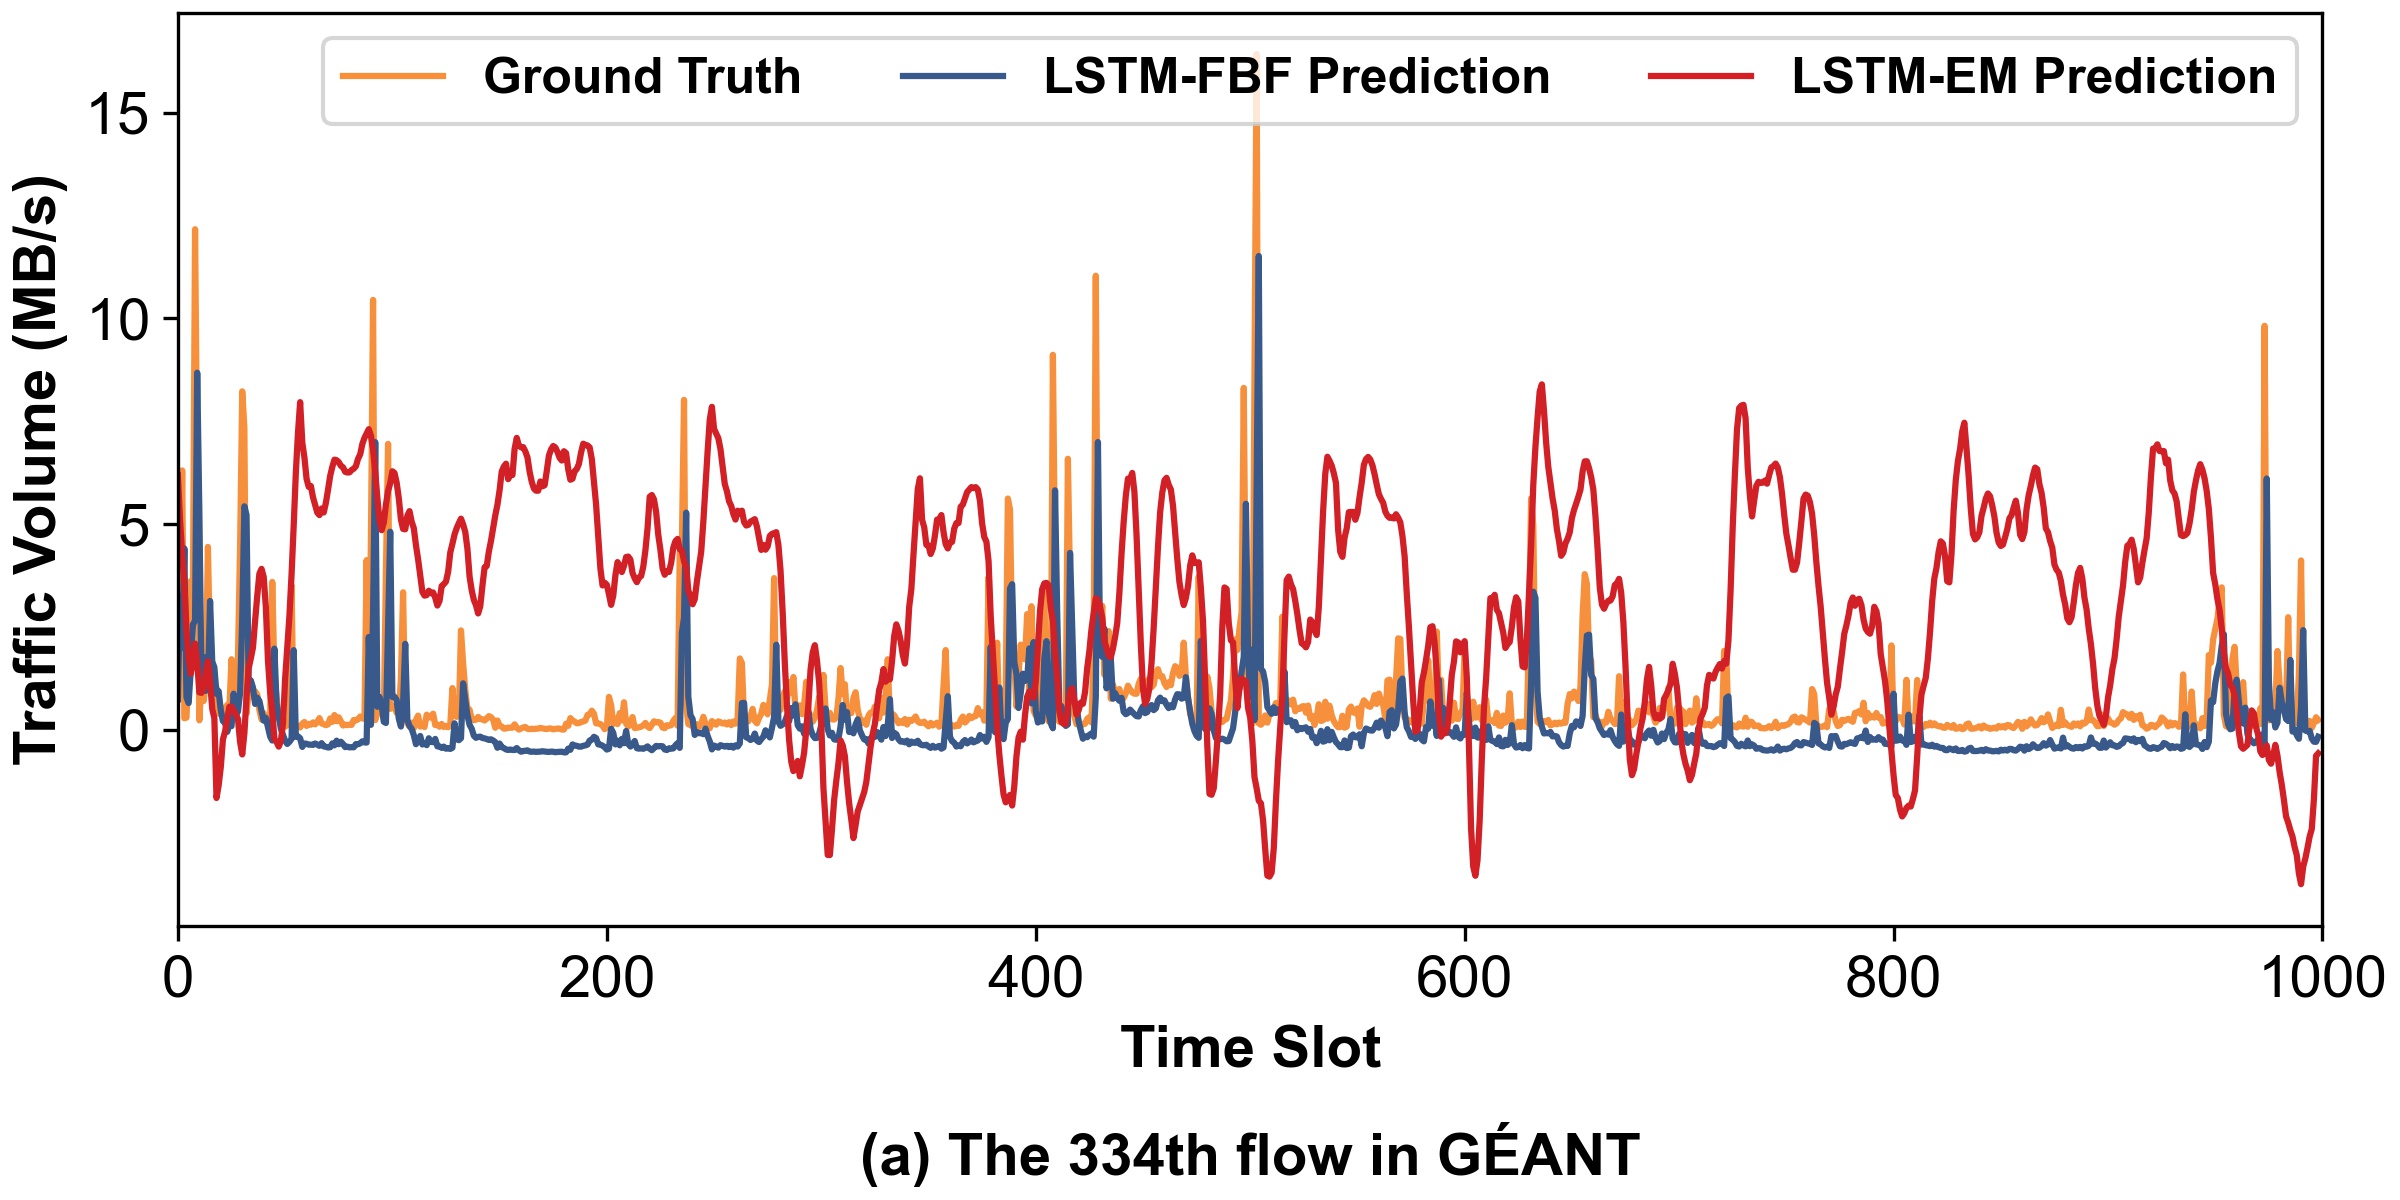 Ground Truth
LSTM-FBF Prediction
LSTM-EM Prediction
Traffic Volume (MB/s)
15
10
5
0
0
200
400
600
800
1000
Time Slot
(a) The 334th flow in GÉANT